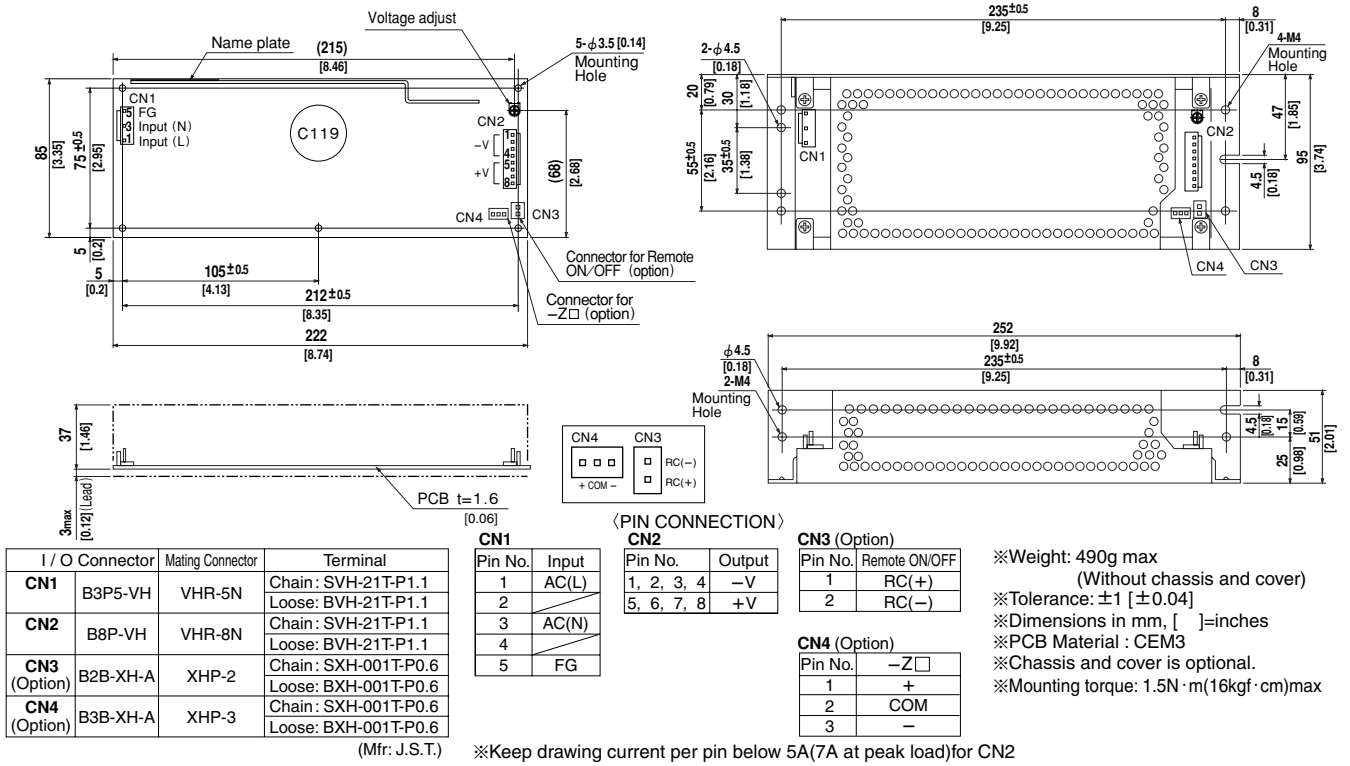 Voltage adjust
Name plate
(215)
[8.46]
5-φ3.5 [0.14]
Mounting
Hole
CN1
5 FG
3 Input (N)
1 Input (L)
C119
CN2
1
−V
4
5
+V
8
85
[3.35]
75±0.5
[2.95]
(68)
[2.68]
CN4
CN3
5
[0.2]
5
[0.2]
105±0.5
[4.13]
212±0.5
[8.35]
222
[8.74]
Connector for Remote
ON/OFF (option)
Connector for
−Z□ (option)
235±0.5
[9.25]
8
[0.31]
2-φ4.5
[0.18]
4-M4
Mounting
Hole
20
[0.79]
30
[1.18]
55±0.5
[2.16]
35±0.5
[1.38]
CN1
CN2
47
[1.85]
4.5
[0.18]
95
[3.74]
CN4
CN3
37
[1.46]
3max
[0.12](Lead)
PCB t=1.6
[0.06]
CN4
CN3
RC(−)
RC(+)
+ COM −
252
[9.92]
235±0.5
[9.25]
8
[0.31]
φ4.5
[0.18]
2-M4
Mounting
Hole
4.5
[0.18]
15
[0.59]
25
[0.98]
51
[2.01]
〈PIN CONNECTION〉
I / O Connector Mating Connector Terminal
CN1 B3P5-VH VHR-5N Chain : SVH-21T-P1.1
Loose: BVH-21T-P1.1
CN2 B8P-VH VHR-8N Chain : SVH-21T-P1.1
Loose: BVH-21T-P1.1
CN3 (Option) B2B-XH-A XHP-2 Chain : SXH-001T-P0.6
Loose: BXH-001T-P0.6
CN4 (Option) B3B-XH-A XHP-3 Chain : SXH-001T-P0.6
Loose: BXH-001T-P0.6
(Mfr: J.S.T.)
CN1
Pin No. Input
1 AC(L)
2
3 AC(N)
4
5 FG
CN2
Pin No. Output
1, 2, 3, 4 −V
5, 6, 7, 8 +V
CN3 (Option)
Pin No. Remote ON/OFF
1 RC(+)
2 RC(−)
CN4 (Option)
Pin No. −Z□
1 +
2 COM
3 −
※Weight: 490g max
(Without chassis and cover)
※Tolerance: ±1 [±0.04]
※Dimensions in mm, [ ]=inches
※PCB Material : CEM3
※Chassis and cover is optional.
※Mounting torque: 1.5N·m(16kgf·cm)max
※Keep drawing current per pin below 5A(7A at peak load)for CN2